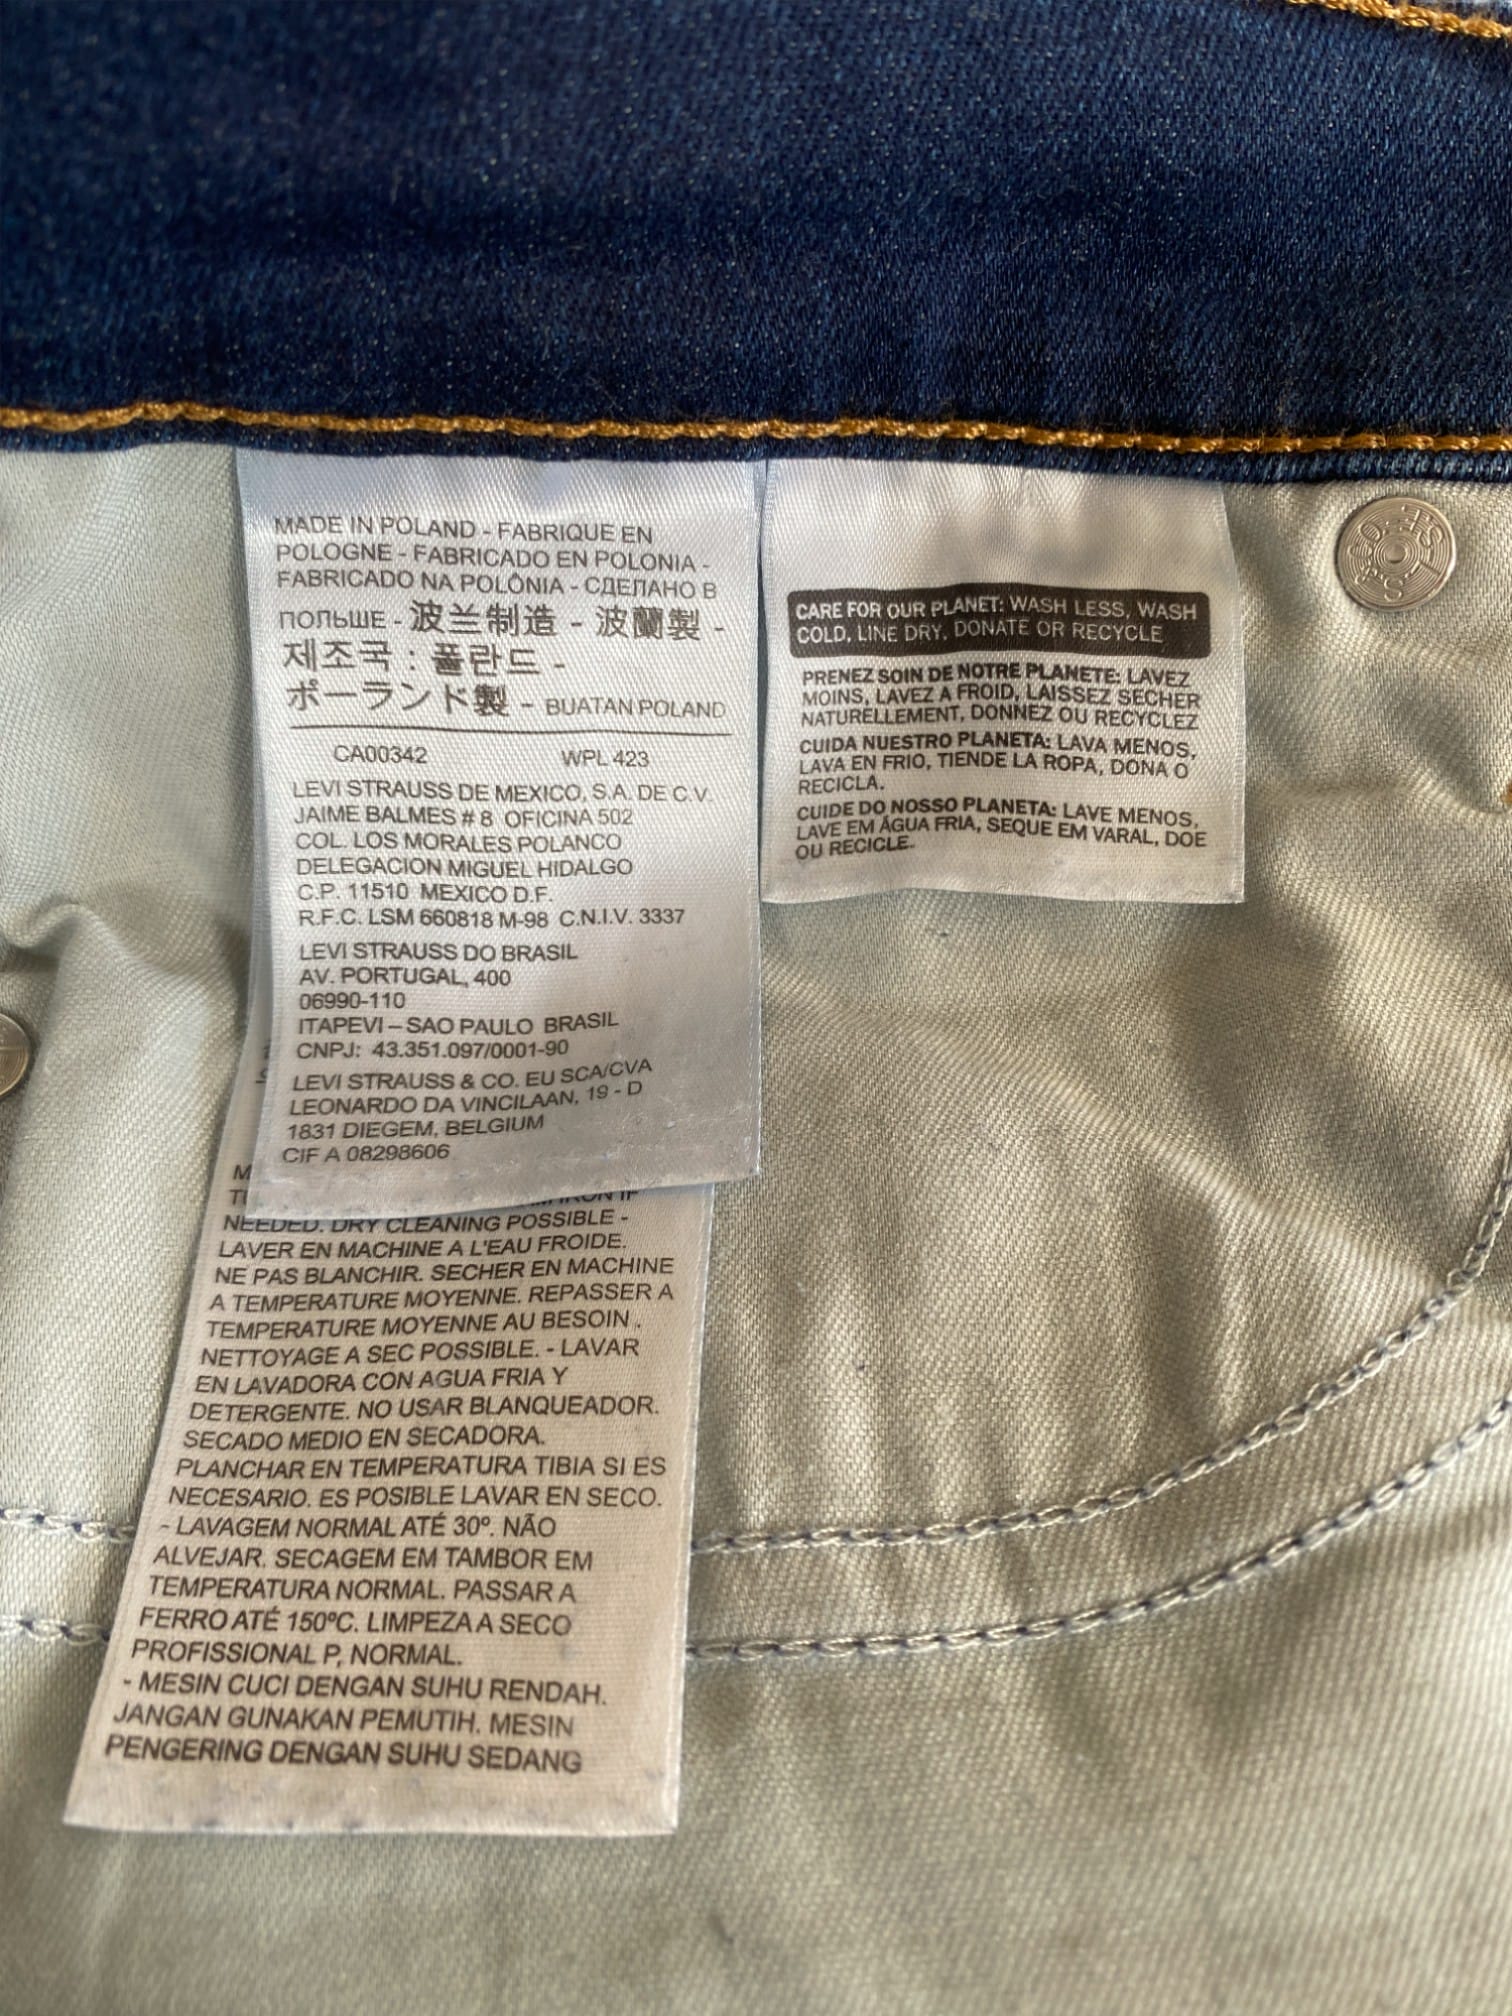 MADE IN POLAND - FABRIQUE EN
POLOGNE - FABRICADO EN POLONIA -
FABRICADO NA POLÔNIA - СДЕЛАНО В
ПОЛЬШЕ - 波兰制造 - 波蘭製 -
제조국 : 폴란드 -
ポーランド製 - BUATAN POLAND
CA00342 WPL 423
LEVI STRAUSS DE MEXICO, S.A. DE C.V.
JAIME BALMES # 8 OFICINA 502
COL. LOS MORALES POLANCO
DELEGACION MIGUEL HIDALGO
C.P. 11510 MEXICO D.F.
R.F.C. LSM 660818 M-98 C.N.I.V. 3337
LEVI STRAUSS DO BRASIL
AV. PORTUGAL, 400
06990-110
ITAPEVI – SAO PAULO BRASIL
CNPJ: 43.351.097/0001-90
LEVI STRAUSS & CO. EU SCA/CVA
LEONARDO DA VINCILAAN, 19 - D
1831 DIEGEM, BELGIUM
CIF A 08298606
IF
NEEDED. DRY CLEANING POSSIBLE -
LAVER EN MACHINE A L'EAU FROIDE.
NE PAS BLANCHIR. SECHER EN MACHINE
A TEMPERATURE MOYENNE. REPASSER A
TEMPERATURE MOYENNE AU BESOIN .
NETTOYAGE A SEC POSSIBLE. - LAVAR
EN LAVADORA CON AGUA FRIA Y
DETERGENTE. NO USAR BLANQUEADOR.
SECADO MEDIO EN SECADORA.
PLANCHAR EN TEMPERATURA TIBIA SI ES
NECESARIO. ES POSIBLE LAVAR EN SECO.
- LAVAGEM NORMAL ATÉ 30º. NÃO
ALVEJAR. SECAGEM EM TAMBOR EM
TEMPERATURA NORMAL. PASSAR A
FERRO ATÉ 150ºC. LIMPEZA A SECO
PROFISSIONAL P, NORMAL.
- MESIN CUCI DENGAN SUHU RENDAH.
JANGAN GUNAKAN PEMUTIH. MESIN
PENGERING DENGAN SUHU SEDANG
CARE FOR OUR PLANET: WASH LESS, WASH
COLD, LINE DRY, DONATE OR RECYCLE
PRENEZ SOIN DE NOTRE PLANETE: LAVEZ
MOINS, LAVEZ A FROID, LAISSEZ SECHER
NATURELLEMENT, DONNEZ OU RECYCLEZ
CUIDA NUESTRO PLANETA: LAVA MENOS,
LAVA EN FRIO, TIENDE LA ROPA, DONA O
RECICLA.
CUIDE DO NOSSO PLANETA: LAVE MENOS,
LAVE EM ÁGUA FRIA, SEQUE EM VARAL, DOE
OU RECICLE.